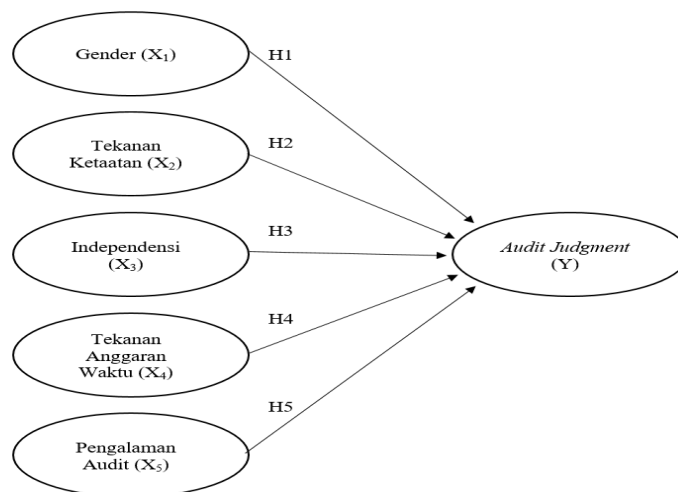 Gender (X₁)
H1
Tekanan
Ketaatan (X₂)
H2
Independensi
(X₃)
H3
Audit Judgment
(Y)
Tekanan
Anggaran
Waktu (X₄)
H4
Pengalaman
Audit (X₅)
H5